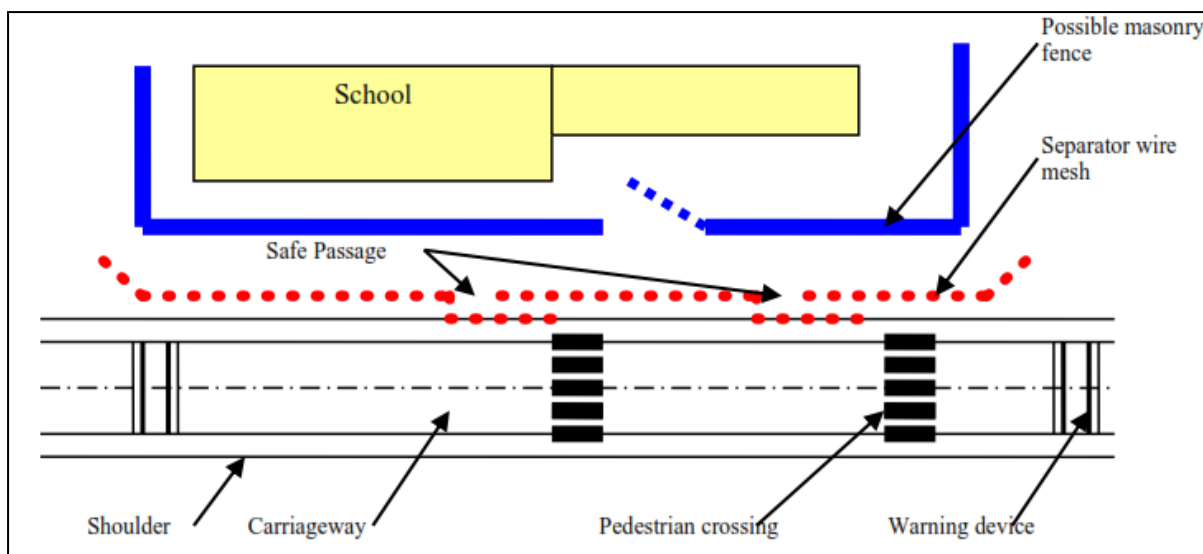 Possible masonry
fence
School
Separator wire
mesh
Safe Passage
Shoulder
Carriageway
Pedestrian crossing
Warning device